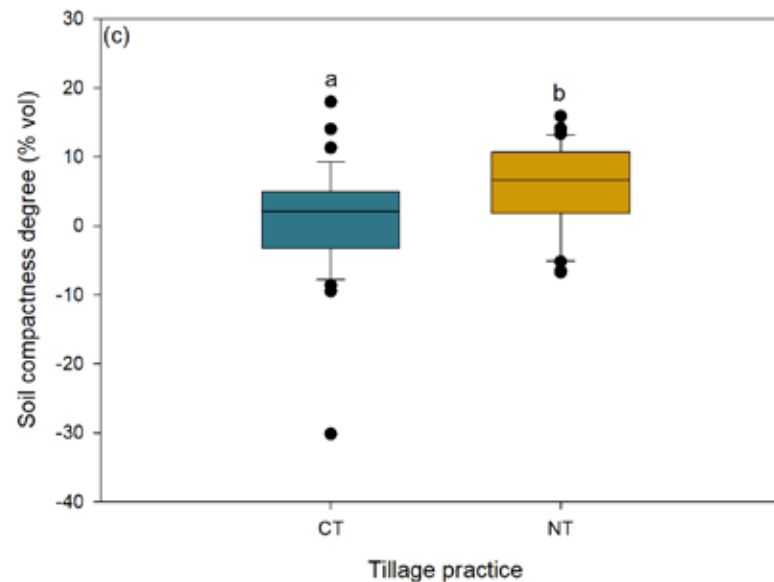 30
(c)
a
b
20
10
0
-10
-20
-30
-40
Soil compactness degree (% vol)
CT
NT
Tillage practice